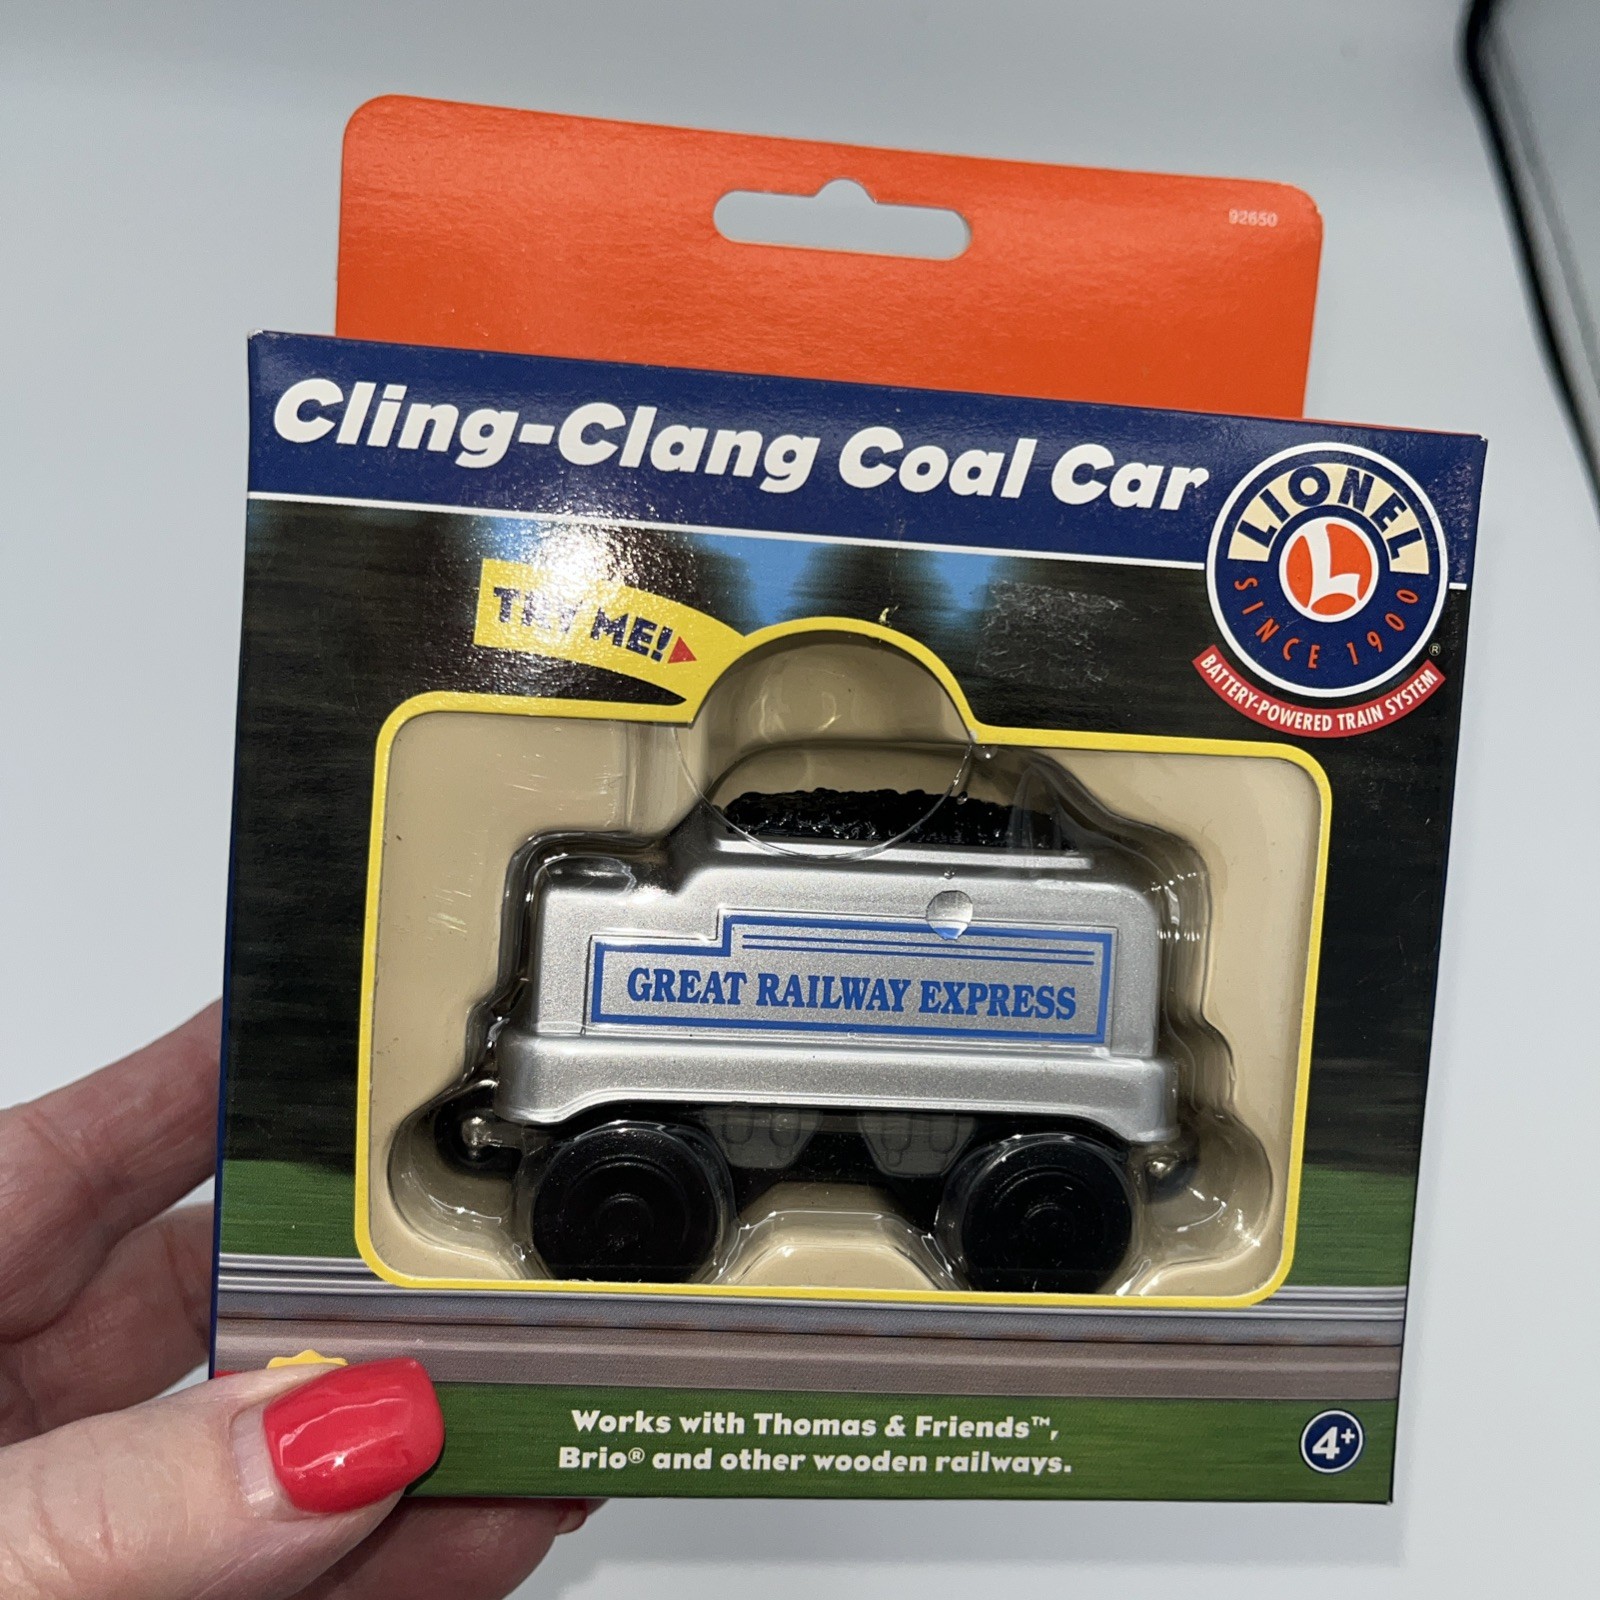 92650
Cling-Clang Coal Car
LIONEL
L
SINCE 1900
®
BATTERY-POWERED TRAIN SYSTEM
TRY ME!
GREAT RAILWAY EXPRESS
Works with Thomas & Friends™,
Brio® and other wooden railways.
4+